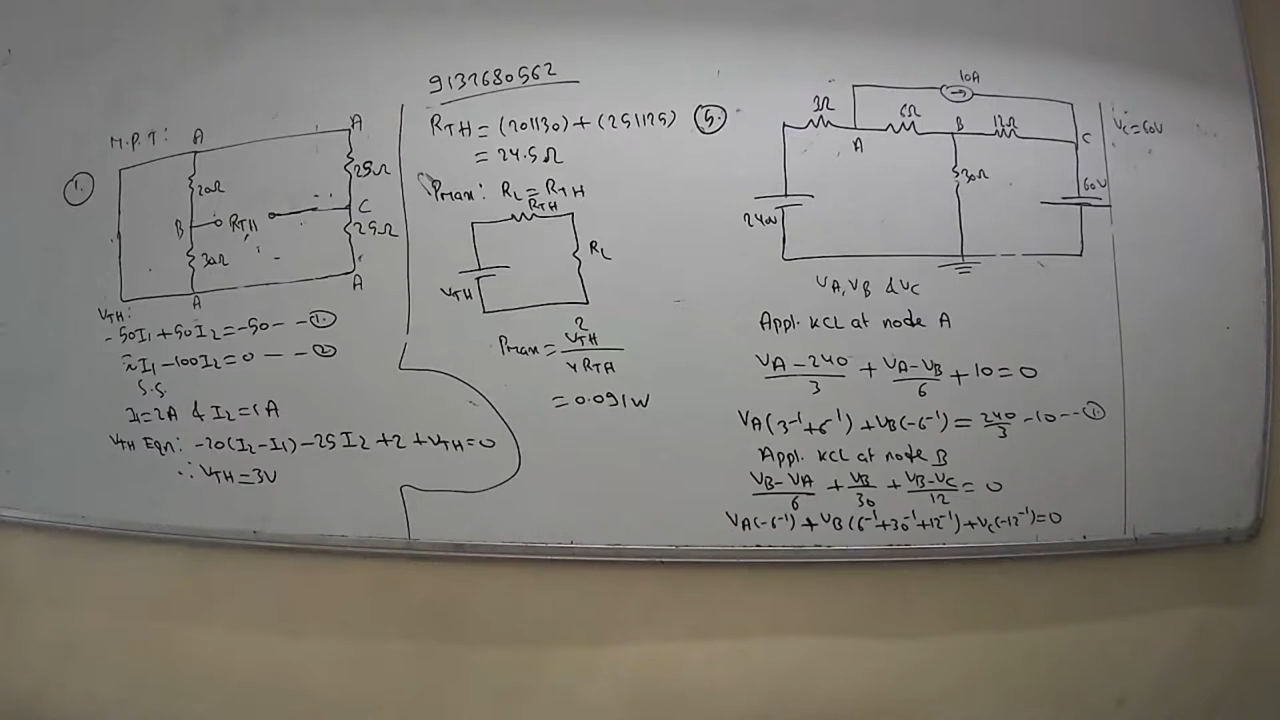 M.P.T:
①.
A
A
20Ω
25Ω
B
RTH
C
30Ω
25Ω
A
A
VTH:
-50I1 + 50I2 = -50 - - ①.
I1 - 100I2 = 0 - - ②
S.S.
I1 = 2A & I2 = 1A
VTH Eqn: -20(I2-I1) - 25I2 + 2 + VTH = 0
∴ VTH = 3V
9137680562
RTH = (20||30) + (25||25)
= 24.5Ω
Pmax: RL = RTH
RTH
RL
VTH
Pmax = VTH²/4RTH
= 0.091W
⑤.
10A
3Ω
6Ω
B
12Ω
A
C
30Ω
240V
60V
VC = 60V
VA, VB & VC
Appl. KCL at node A
VA-240/3 + VA-VB/6 + 10 = 0
VA(3⁻¹+6⁻¹) + VB(-6⁻¹) = 240/3 - 10 - - ①.
Appl. KCL at node B
VB-VA/6 + VB/30 + VB-VC/12 = 0
VA(-6⁻¹) + VB(6⁻¹+30⁻¹+12⁻¹) + VC(-12⁻¹) = 0